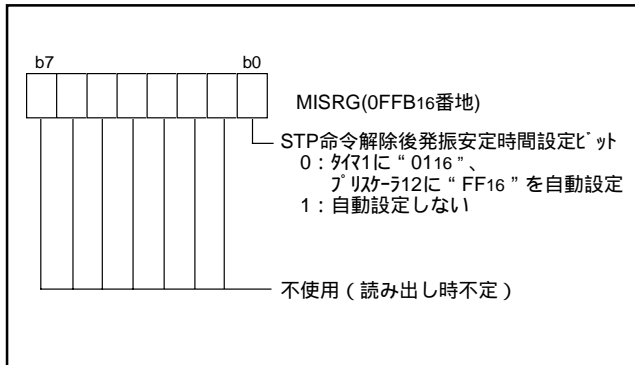 b7 b0
MISRG(0FFB16番地)
STP命令解除後発振安定時間設定ﾋﾞｯﾄ
0：ﾀｲﾏ1に“0116”、
ﾌﾟﾘｽｹｰﾗ12に“FF16”を自動設定
1：自動設定しない
不使用（読み出し時不定）